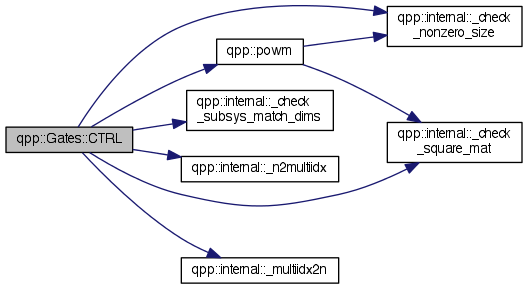 qpp::Gates::CTRL
qpp::powm
qpp::internal::_check
_subsys_match_dims
qpp::internal::_n2multiidx
qpp::internal::_multiidx2n
qpp::internal::_check
_nonzero_size
qpp::internal::_check
_square_mat